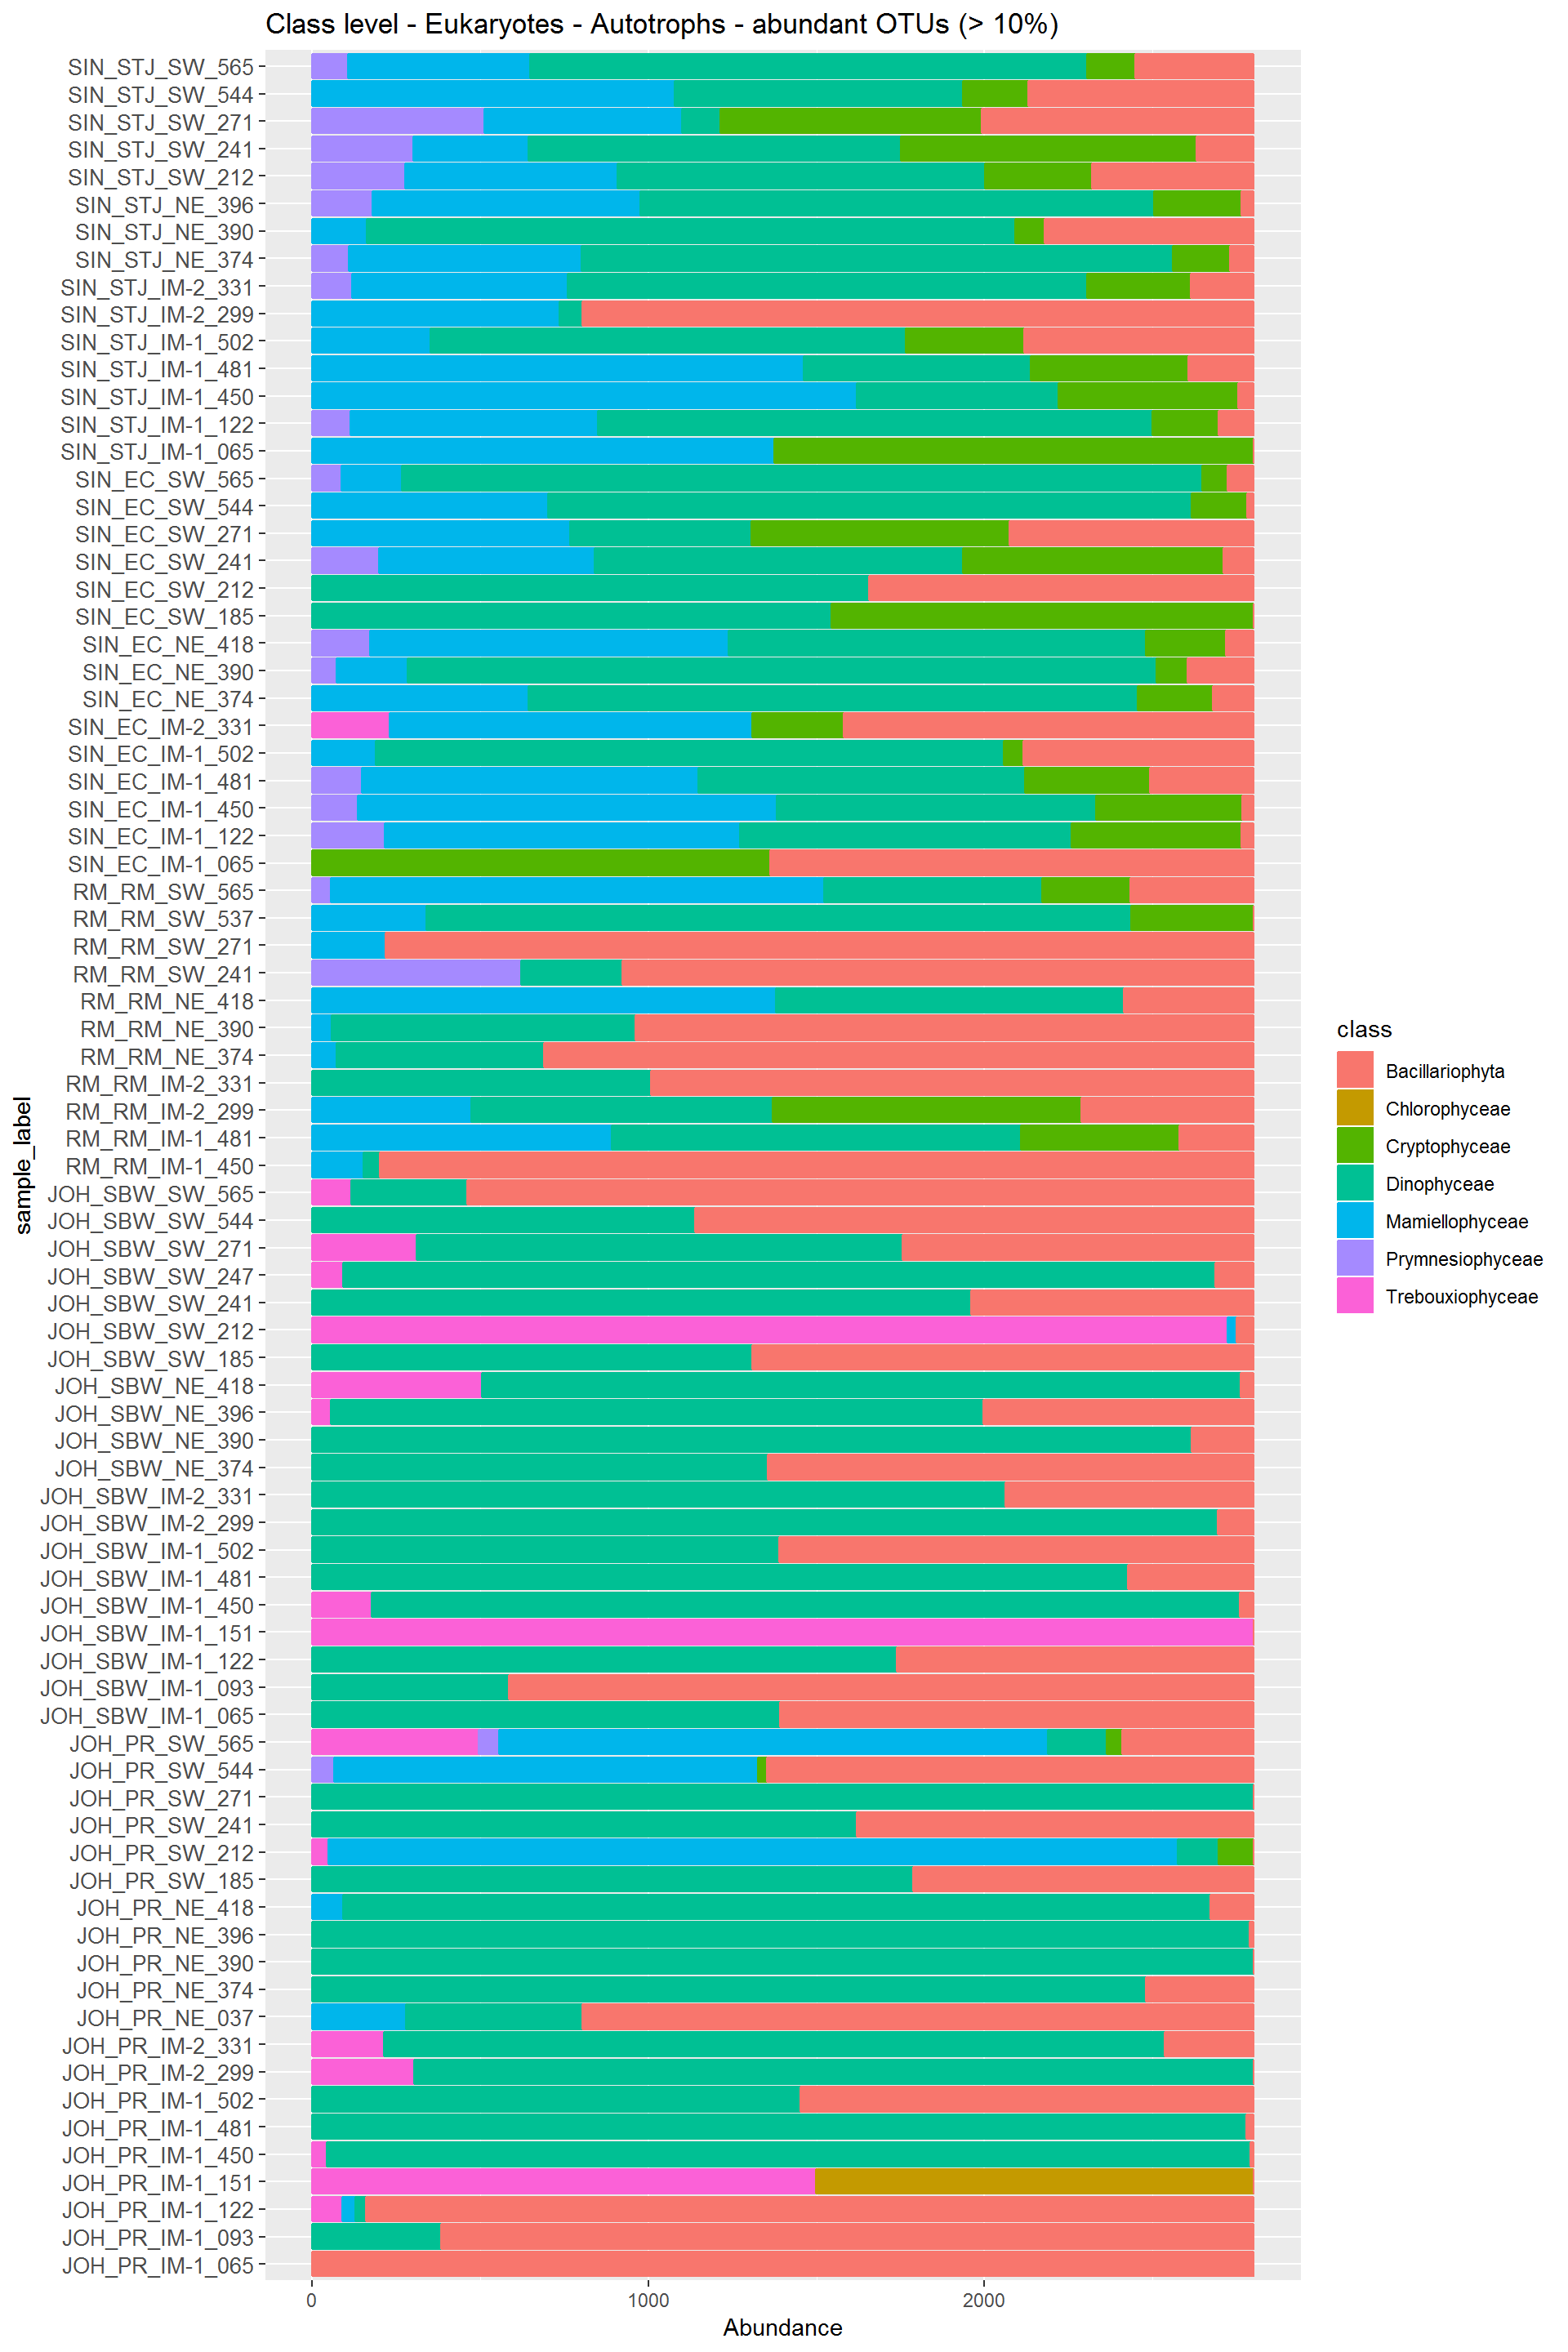 Class level - Eukaryotes - Autotrophs - abundant OTUs (> 10%)
SIN_STJ_SW_565
SIN_STJ_SW_544
SIN_STJ_SW_271
SIN_STJ_SW_241
SIN_STJ_SW_212
SIN_STJ_NE_396
SIN_STJ_NE_390
SIN_STJ_NE_374
SIN_STJ_IM-2_331
SIN_STJ_IM-2_299
SIN_STJ_IM-1_502
SIN_STJ_IM-1_481
SIN_STJ_IM-1_450
SIN_STJ_IM-1_122
SIN_STJ_IM-1_065
SIN_EC_SW_565
SIN_EC_SW_544
SIN_EC_SW_271
SIN_EC_SW_241
SIN_EC_SW_212
SIN_EC_SW_185
SIN_EC_NE_418
SIN_EC_NE_390
SIN_EC_NE_374
SIN_EC_IM-2_331
SIN_EC_IM-1_502
SIN_EC_IM-1_481
SIN_EC_IM-1_450
SIN_EC_IM-1_122
SIN_EC_IM-1_065
RM_RM_SW_565
RM_RM_SW_537
RM_RM_SW_271
RM_RM_SW_241
RM_RM_NE_418
RM_RM_NE_390
RM_RM_NE_374
RM_RM_IM-2_331
RM_RM_IM-2_299
RM_RM_IM-1_481
RM_RM_IM-1_450
JOH_SBW_SW_565
JOH_SBW_SW_544
JOH_SBW_SW_271
JOH_SBW_SW_247
JOH_SBW_SW_241
JOH_SBW_SW_212
JOH_SBW_SW_185
JOH_SBW_NE_418
JOH_SBW_NE_396
JOH_SBW_NE_390
JOH_SBW_NE_374
JOH_SBW_IM-2_331
JOH_SBW_IM-2_299
JOH_SBW_IM-1_502
JOH_SBW_IM-1_481
JOH_SBW_IM-1_450
JOH_SBW_IM-1_151
JOH_SBW_IM-1_122
JOH_SBW_IM-1_093
JOH_SBW_IM-1_065
JOH_PR_SW_565
JOH_PR_SW_544
JOH_PR_SW_271
JOH_PR_SW_241
JOH_PR_SW_212
JOH_PR_SW_185
JOH_PR_NE_418
JOH_PR_NE_396
JOH_PR_NE_390
JOH_PR_NE_374
JOH_PR_NE_037
JOH_PR_IM-2_331
JOH_PR_IM-2_299
JOH_PR_IM-1_502
JOH_PR_IM-1_481
JOH_PR_IM-1_450
JOH_PR_IM-1_151
JOH_PR_IM-1_122
JOH_PR_IM-1_093
JOH_PR_IM-1_065
sample_label
0 1000 2000
Abundance
class
Bacillariophyta
Chlorophyceae
Cryptophyceae
Dinophyceae
Mamiellophyceae
Prymnesiophyceae
Trebouxiophyceae